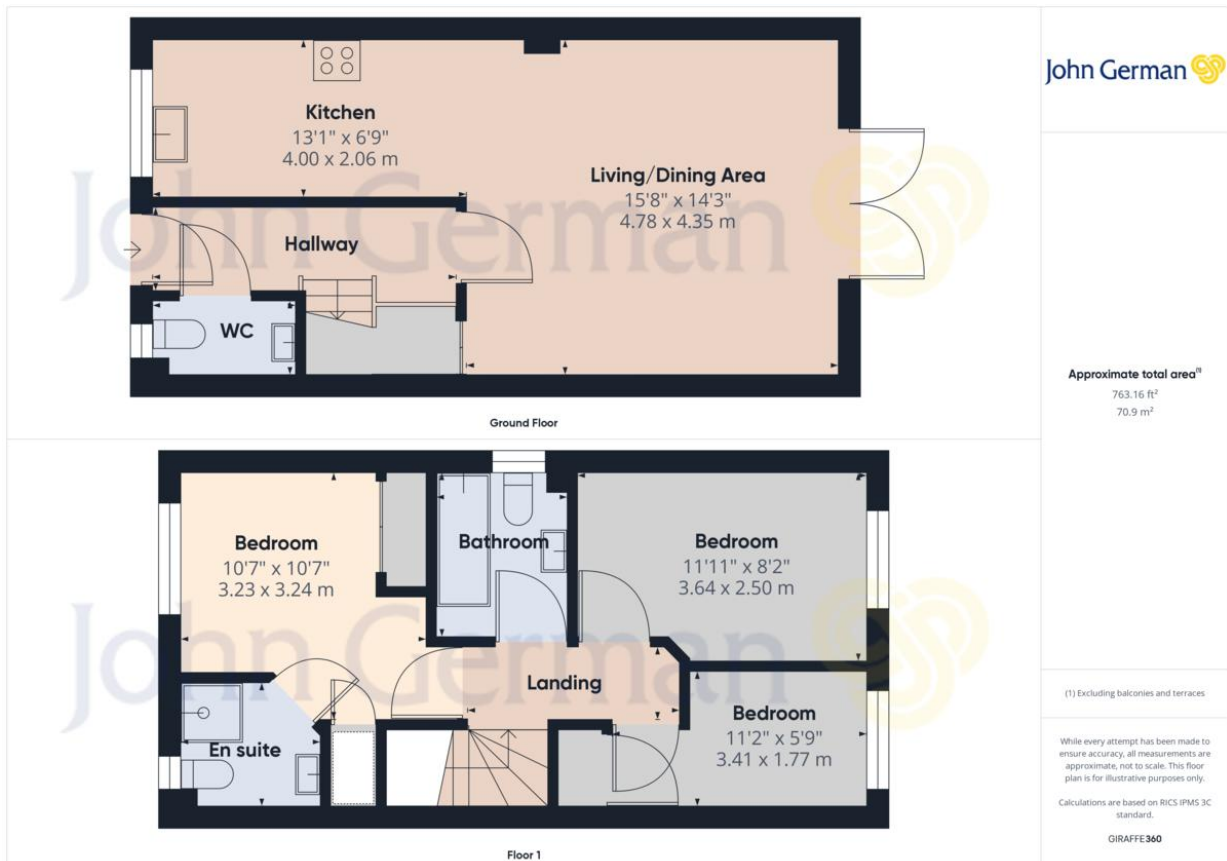 Kitchen
13'1" x 6'9"
4.00 x 2.06 m
Living/Dining Area
15'8" x 14'3"
4.78 x 4.35 m
Hallway
WC
Ground Floor
John German
Bedroom
10'7" x 10'7"
3.23 x 3.24 m
Bathroom
Bedroom
11'11" x 8'2"
3.64 x 2.50 m
Landing
En suite
Bedroom
11'2" x 5'9"
3.41 x 1.77 m
Floor 1
John German
John German
Approximate total area(1)
763.16 ft²
70.9 m²
(1) Excluding balconies and terraces
While every attempt has been made to
ensure accuracy, all measurements are
approximate, not to scale. This floor
plan is for illustrative purposes only.
Calculations are based on RICS IPMS 3C
standard.
GIRAFFE360